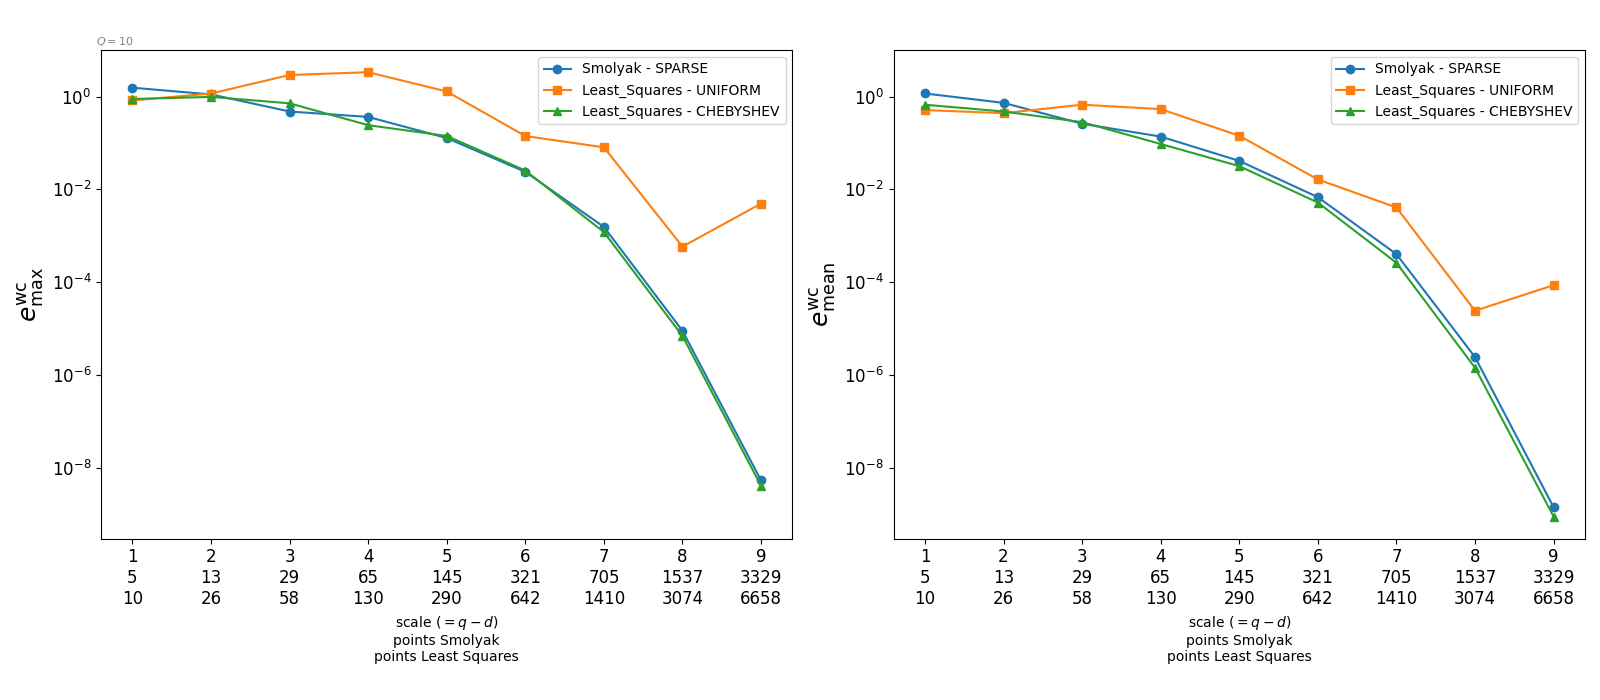 Q = 10
Smolyak - SPARSE
Least_Squares - UNIFORM
Least_Squares - CHEBYSHEV
10^0
10^-2
10^-4
10^-6
10^-8
e^wc_max
1 2 3 4 5 6 7 8 9
5 13 29 65 145 321 705 1537 3329
10 26 58 130 290 642 1410 3074 6658
scale (= q − d)
points Smolyak
points Least Squares
Smolyak - SPARSE
Least_Squares - UNIFORM
Least_Squares - CHEBYSHEV
10^0
10^-2
10^-4
10^-6
10^-8
e^wc_mean
1 2 3 4 5 6 7 8 9
5 13 29 65 145 321 705 1537 3329
10 26 58 130 290 642 1410 3074 6658
scale (= q − d)
points Smolyak
points Least Squares